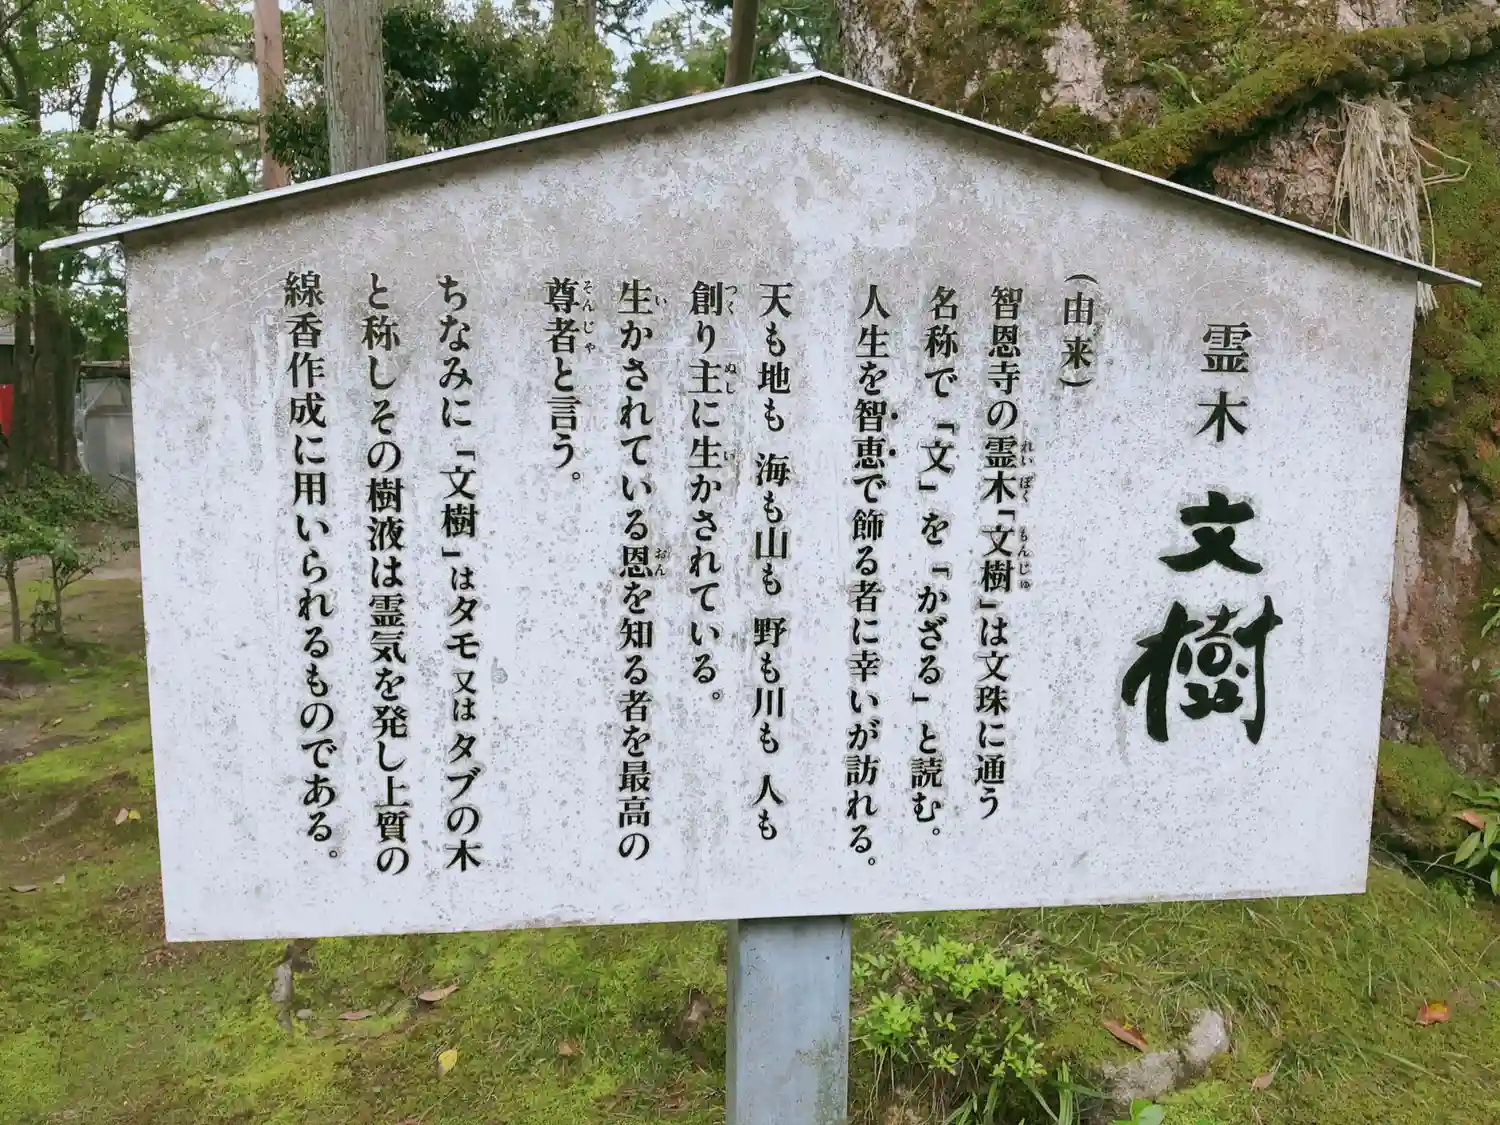 霊木 文樹
(由来)
智恩寺の霊木「文樹」は文珠に通う
名称で「文」を「かざる」と読む。
人生を智恵で飾る者に幸いが訪れる。
天も地も 海も山も 野も川も 人も
創り主に生かされている。
生かされている恩を知る者を最高の
尊者と言う。
ちなみに「文樹」はタモ又はタブの木
と称しその樹液は霊気を発し上質の
線香作成に用いられるものである。